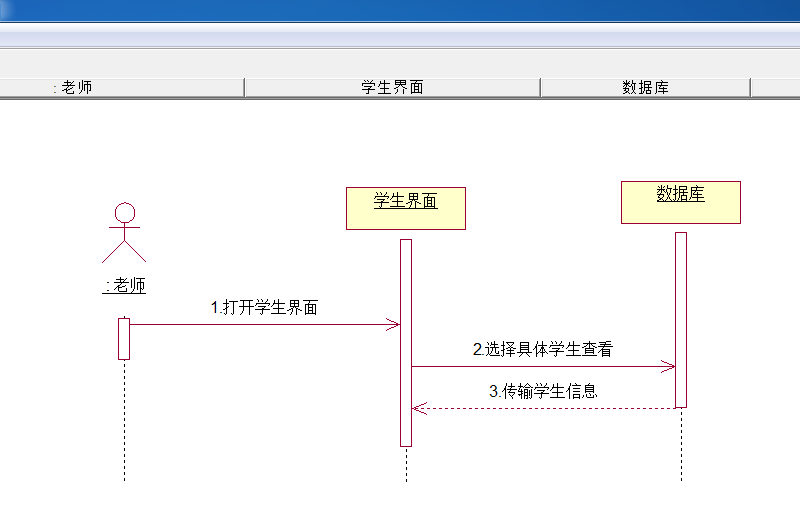 : 老师
学生界面
数据库
学生界面
数据库
: 老师
1.打开学生界面
2.选择具体学生查看
3.传输学生信息